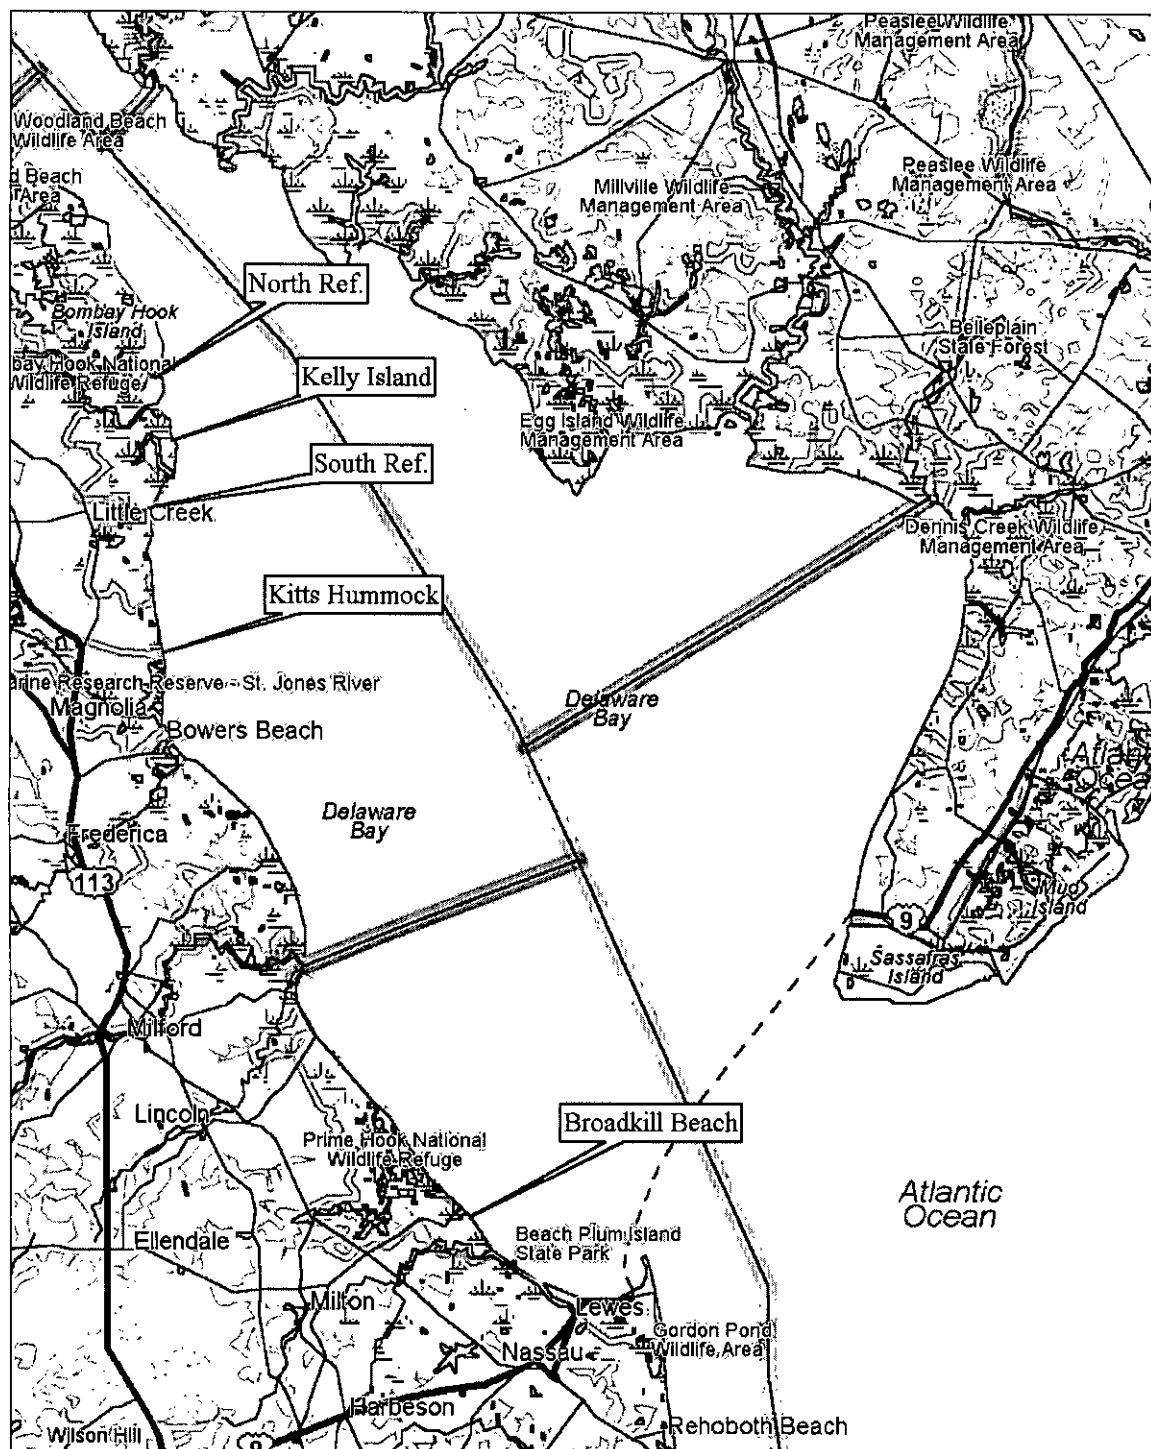 Peaslee Wildlife
Management Area
Woodland Beach
Wildlife Area
d Beach
Area
Millville Wildlife
Management Area
Peaslee Wildlife
Management Area
North Ref.
Bombay Hook
Island
bay Hook National
Wildlife Refuge
Kelly Island
Belleplain
State Forest
Egg Island Wildlife
Management Area
South Ref.
Little Creek
Dennis Creek Wildlife
Management Area
Kitts Hummock
arine Research Reserve - St. Jones River
Magnolia
Bowers Beach
Delaware
Bay
Delaware
Bay
Frederica
113
Mud
Island
9
Sassafras
Island
Milford
Lincoln
Broadkill Beach
Prime Hook National
Wildlife Refuge
Atlantic
Ocean
Ellendale
Beach Plum Island
State Park
Milton
Lewes
Nassau
Gordon Pond
Wildlife Area
Harbeson
Rehoboth Beach
Wilson Hill